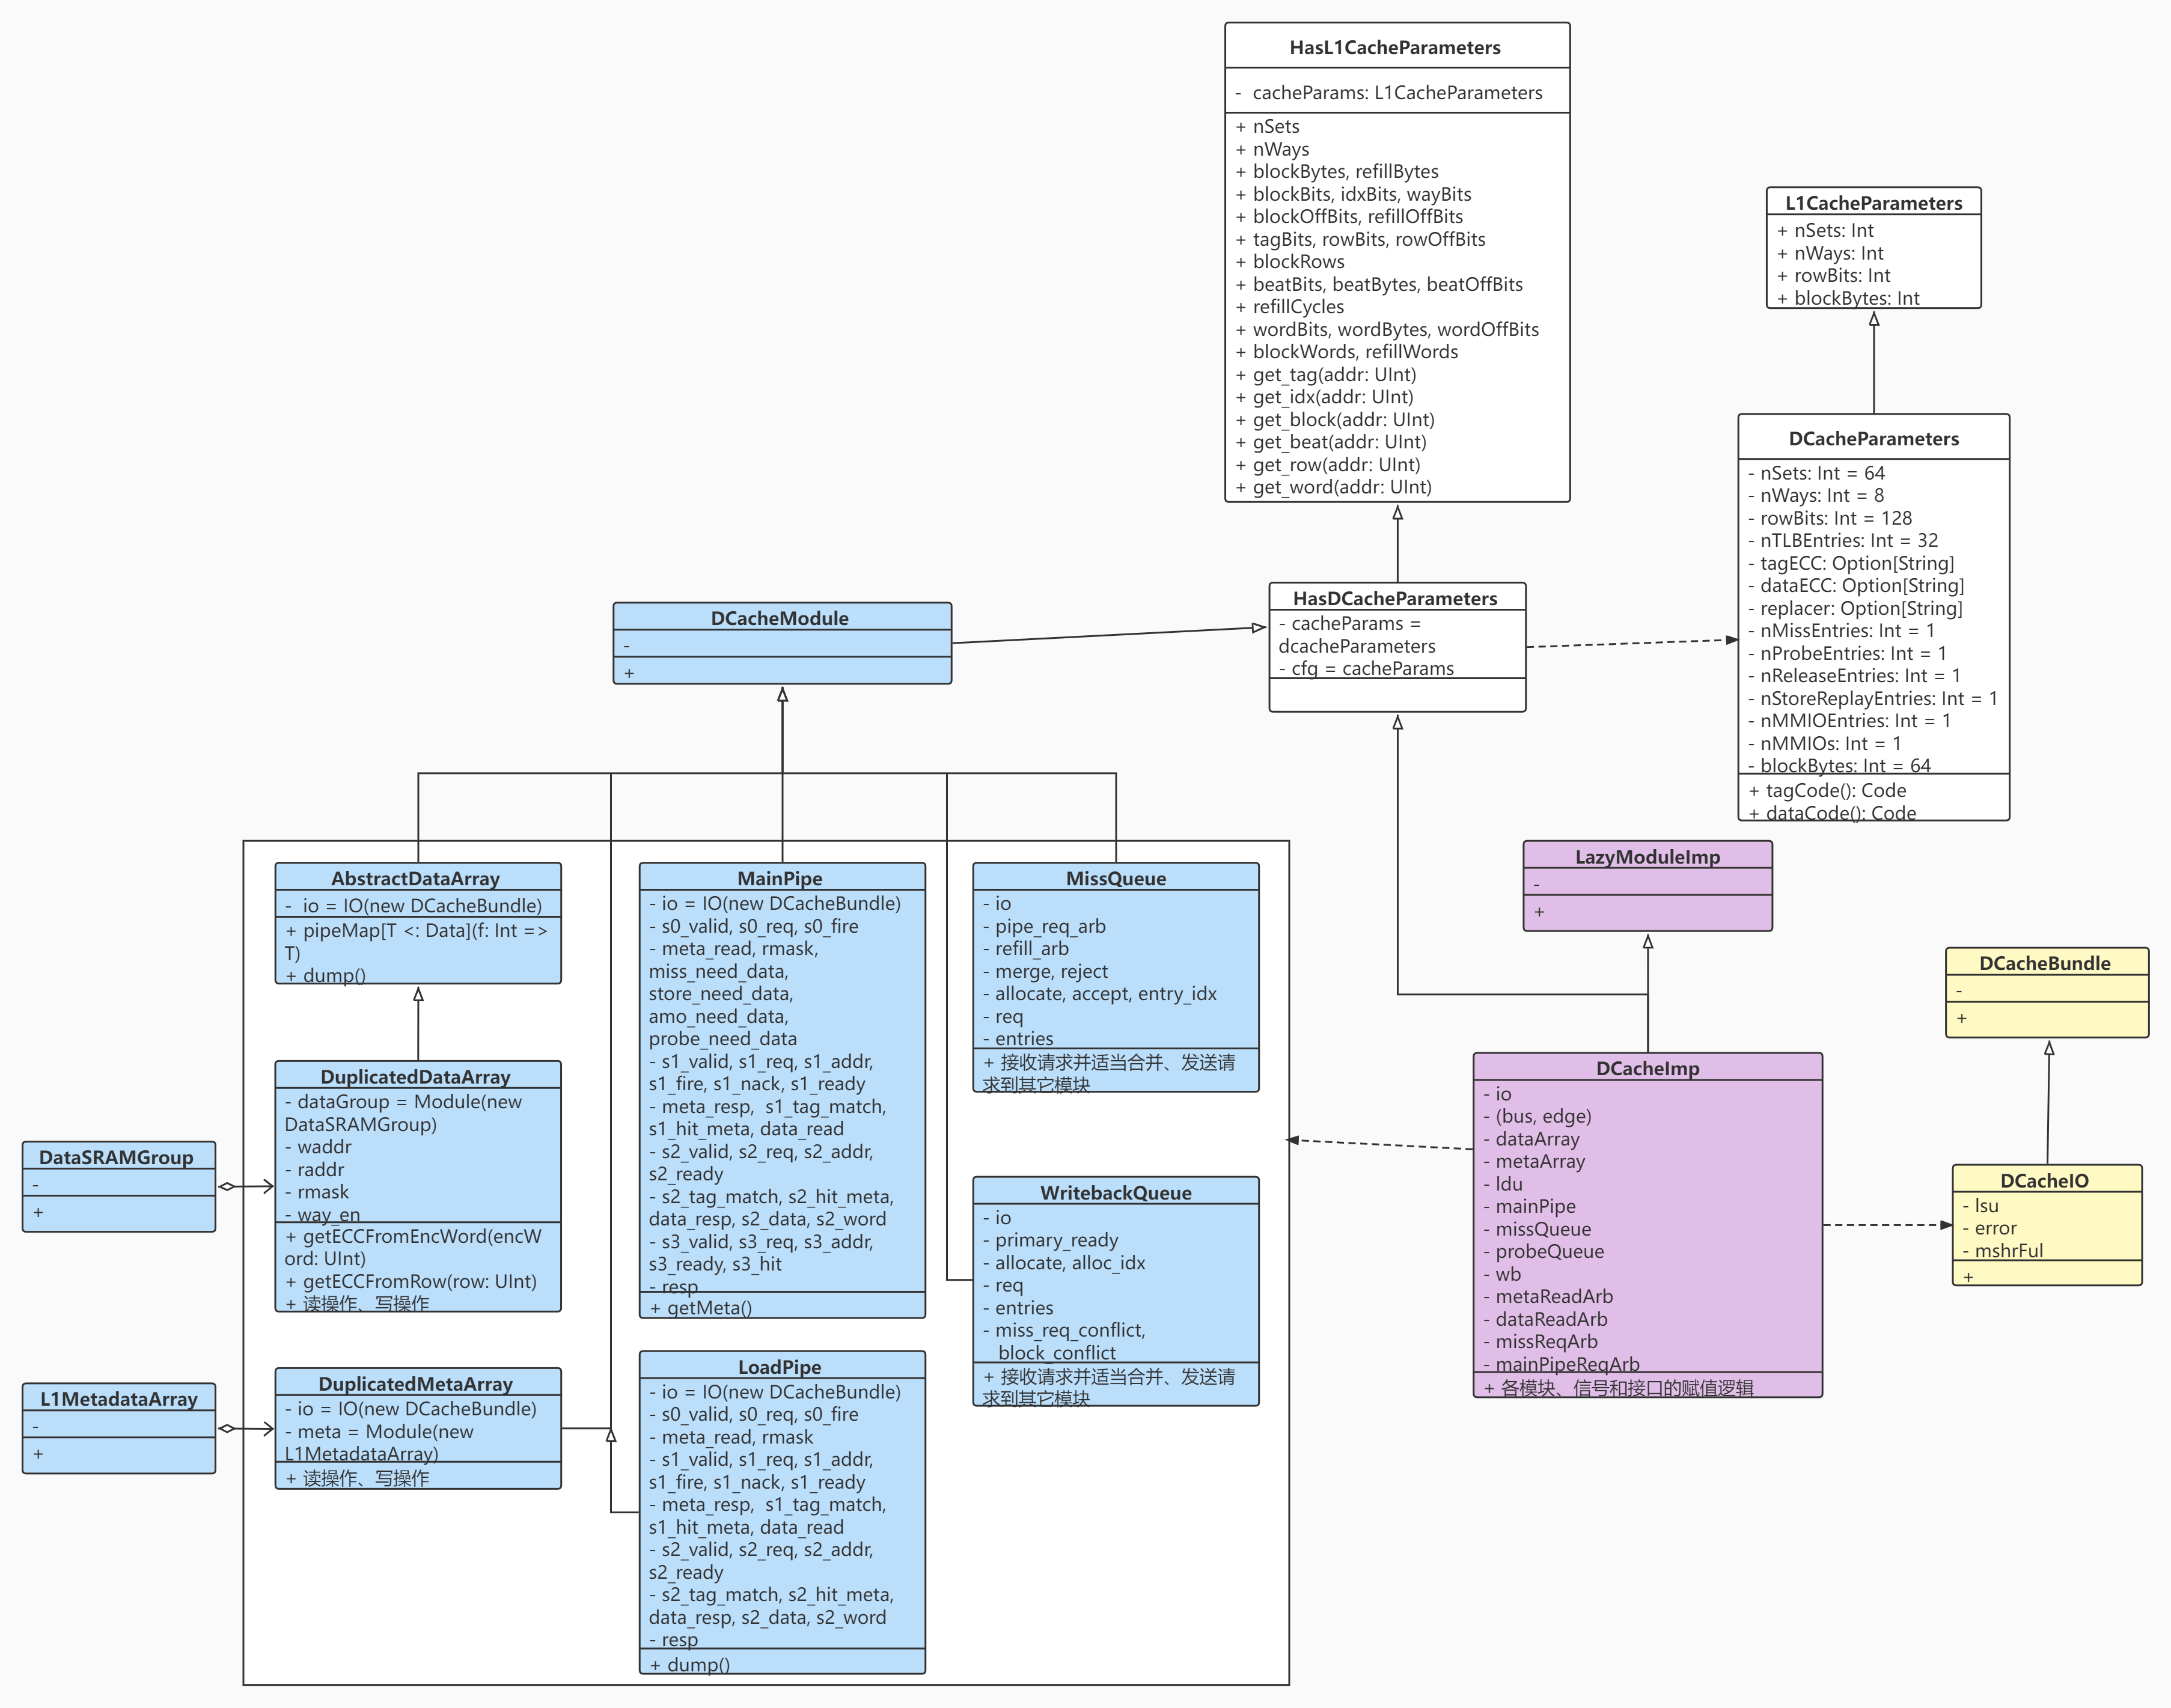 HasL1CacheParameters
- cacheParams: L1CacheParameters
+ nSets
+ nWays
+ blockBytes, refillBytes
+ blockBits, idxBits, wayBits
+ blockOffBits, refillOffBits
+ tagBits, rowBits, rowOffBits
+ blockRows
+ beatBits, beatBytes, beatOffBits
+ refillCycles
+ wordBits, wordBytes, wordOffBits
+ blockWords, refillWords
+ get_tag(addr: UInt)
+ get_idx(addr: UInt)
+ get_block(addr: UInt)
+ get_beat(addr: UInt)
+ get_row(addr: UInt)
+ get_word(addr: UInt)
L1CacheParameters
+ nSets: Int
+ nWays: Int
+ rowBits: Int
+ blockBytes: Int
DCacheParameters
- nSets: Int = 64
- nWays: Int = 8
- rowBits: Int = 128
- nTLBEntries: Int = 32
- tagECC: Option[String]
- dataECC: Option[String]
- replacer: Option[String]
- nMissEntries: Int = 1
- nProbeEntries: Int = 1
- nReleaseEntries: Int = 1
- nStoreReplayEntries: Int = 1
- nMMIOEntries: Int = 1
- nMMIOs: Int = 1
- blockBytes: Int = 64
+ tagCode(): Code
+ dataCode(): Code
HasDCacheParameters
- cacheParams =
dcacheParameters
- cfg = cacheParams
DCacheModule
-
+
AbstractDataArray
- io = IO(new DCacheBundle)
+ pipeMap[T <: Data](f: Int =>
T)
+ dump()
DuplicatedDataArray
- dataGroup = Module(new
DataSRAMGroup)
- waddr
- raddr
- rmask
- way_en
+ getECCFromEncWord(encW
ord: UInt)
+ getECCFromRow(row: UInt)
+ 读操作、写操作
DataSRAMGroup
-
+
L1MetadataArray
-
+
DuplicatedMetaArray
- io = IO(new DCacheBundle)
- meta = Module(new
L1MetadataArray)
+ 读操作、写操作
MainPipe
- io = IO(new DCacheBundle)
- s0_valid, s0_req, s0_fire
- meta_read, rmask,
miss_need_data,
store_need_data,
amo_need_data,
probe_need_data
- s1_valid, s1_req, s1_addr,
s1_fire, s1_nack, s1_ready
- meta_resp, s1_tag_match,
s1_hit_meta, data_read
- s2_valid, s2_req, s2_addr,
s2_ready
- s2_tag_match, s2_hit_meta,
data_resp, s2_data, s2_word
- s3_valid, s3_req, s3_addr,
s3_ready, s3_hit
- resp
+ getMeta()
LoadPipe
- io = IO(new DCacheBundle)
- s0_valid, s0_req, s0_fire
- meta_read, rmask
- s1_valid, s1_req, s1_addr,
s1_fire, s1_nack, s1_ready
- meta_resp, s1_tag_match,
s1_hit_meta, data_read
- s2_valid, s2_req, s2_addr,
s2_ready
- s2_tag_match, s2_hit_meta,
data_resp, s2_data, s2_word
- resp
+ dump()
MissQueue
- io
- pipe_req_arb
- refill_arb
- merge, reject
- allocate, accept, entry_idx
- req
- entries
+ 接收请求并适当合并、发送请
求到其它模块
WritebackQueue
- io
- primary_ready
- allocate, alloc_idx
- req
- entries
- miss_req_conflict,
block_conflict
+ 接收请求并适当合并、发送请
求到其它模块
LazyModuleImp
-
+
DCacheImp
- io
- (bus, edge)
- dataArray
- metaArray
- ldu
- mainPipe
- missQueue
- probeQueue
- wb
- metaReadArb
- dataReadArb
- missReqArb
- mainPipeReqArb
+ 各模块、信号和接口的赋值逻辑
DCacheBundle
-
+
DCacheIO
- lsu
- error
- mshrFul
+